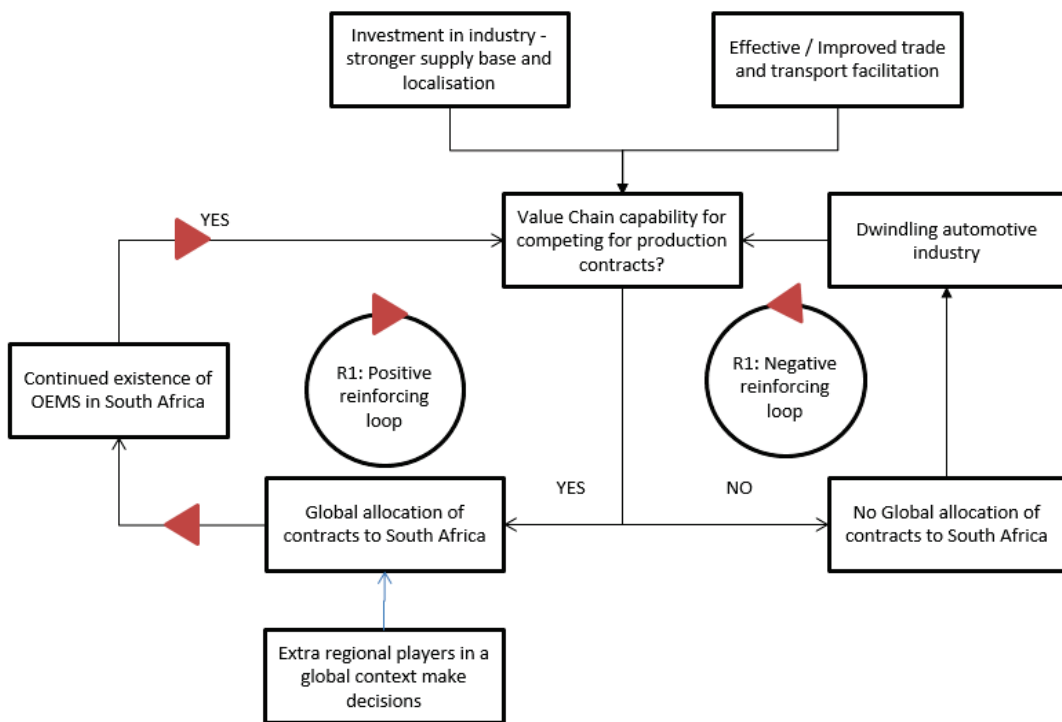 Investment in industry -
stronger supply base and
localisation
Effective / Improved trade
and transport facilitation
YES
Value Chain capability for
competing for production
contracts?
Dwindling automotive
industry
Continued existence of
OEMS in South Africa
R1: Positive
reinforcing
loop
R1: Negative
reinforcing
loop
YES
NO
Global allocation of
contracts to South Africa
No Global allocation of
contracts to South Africa
Extra regional players in a
global context make
decisions